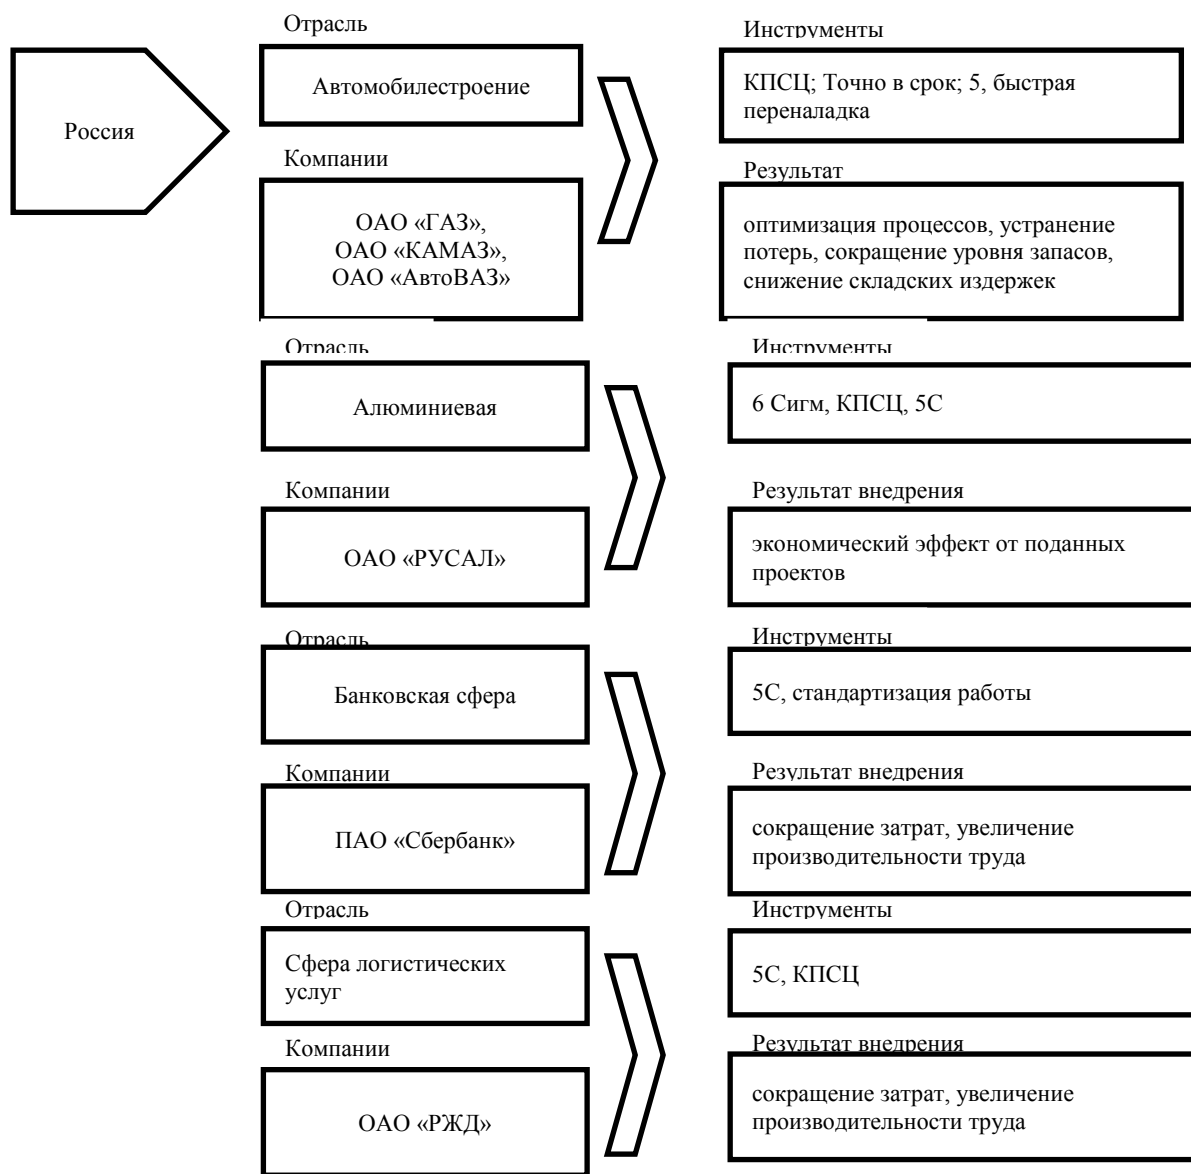 Россия
Отрасль
Автомобилестроение
Компании
ОАО «ГАЗ»,
ОАО «КАМАЗ»,
ОАО «АвтоВАЗ»
Инструменты
КПСЦ; Точно в срок; 5, быстрая
переналадка
Результат
оптимизация процессов, устранение
потерь, сокращение уровня запасов,
снижение складских издержек
Отрасль
Алюминиевая
Компании
ОАО «РУСАЛ»
Инструменты
6 Сигм, КПСЦ, 5С
Результат внедрения
экономический эффект от поданных
проектов
Отрасль
Банковская сфера
Компании
ПАО «Сбербанк»
Инструменты
5С, стандартизация работы
Результат внедрения
сокращение затрат, увеличение
производительности труда
Отрасль
Сфера логистических
услуг
Компании
ОАО «РЖД»
Инструменты
5С, КПСЦ
Результат внедрения
сокращение затрат, увеличение
производительности труда